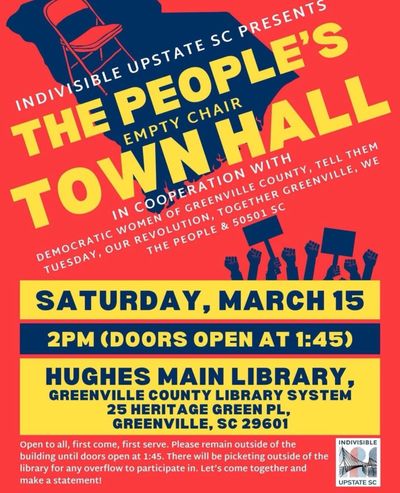 INDIVISIBLE UPSTATE SC PRESENTS
THE PEOPLE'S
EMPTY CHAIR
TOWN HALL
IN COOPERATION WITH
DEMOCRATIC WOMEN OF GREENVILLE COUNTY, TELL THEM
TUESDAY, OUR REVOLUTION, TOGETHER GREENVILLE, WE
THE PEOPLE & 50501 SC
SATURDAY, MARCH 15
2PM (DOORS OPEN AT 1:45)
HUGHES MAIN LIBRARY,
GREENVILLE COUNTY LIBRARY SYSTEM
25 HERITAGE GREEN PL,
GREENVILLE, SC 29601
Open to all, first come, first serve. Please remain outside of the
building until doors open at 1:45. There will be picketing outside of the
library for any overflow to participate in. Let's come together and
make a statement!
INDIVISIBLE
UPSTATE SC